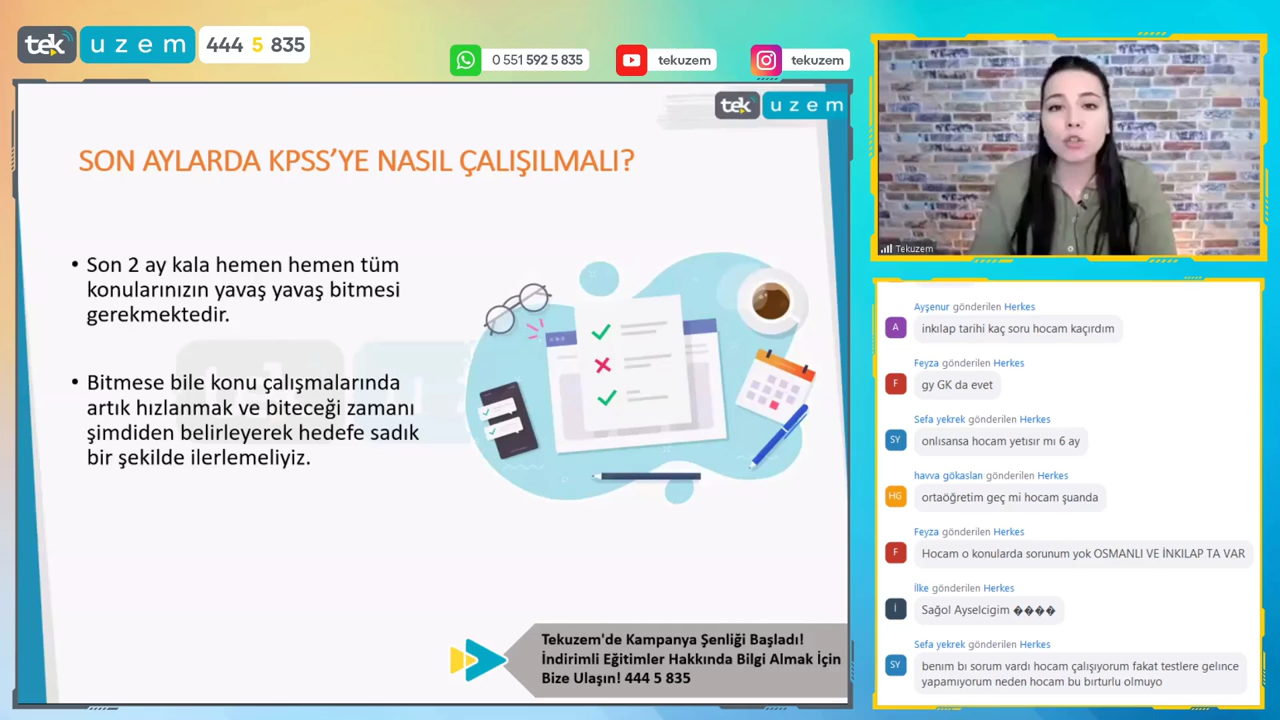 tek uzem 444 5 835
0 551 592 5 835
tekuzem
tekuzem
tek uzem
SON AYLARDA KPSS’YE NASIL ÇALIŞILMALI?
• Son 2 ay kala hemen hemen tüm
konularınızın yavaş yavaş bitmesi
gerekmektedir.
• Bitmese bile konu çalışmalarında
artık hızlanmak ve biteceği zamanı
şimdiden belirleyerek hedefe sadık
bir şekilde ilerlemeliyiz.
Tekuzem'de Kampanya Şenliği Başladı!
İndirimli Eğitimler Hakkında Bilgi Almak İçin
Bize Ulaşın! 444 5 835
Tekuzem
Ayşenur gönderilen Herkes
A
inkılap tarihi kaç soru hocam kaçırdım
Feyza gönderilen Herkes
F
gy GK da evet
Sefa yekrek gönderilen Herkes
SY
onlısansa hocam yetısır mı 6 ay
havva gökaslan gönderilen Herkes
HG
ortaöğretim geç mi hocam şuanda
Feyza gönderilen Herkes
F
Hocam o konularda sorunum yok OSMANLI VE İNKILAP TA VAR
İlke gönderilen Herkes
İ
Sağol Ayselcigim ����
Sefa yekrek gönderilen Herkes
SY
benım bı sorum vardı hocam çalışıyorum fakat testlere gelınce
yapamıyorum neden hocam bu bırturlu olmuyo